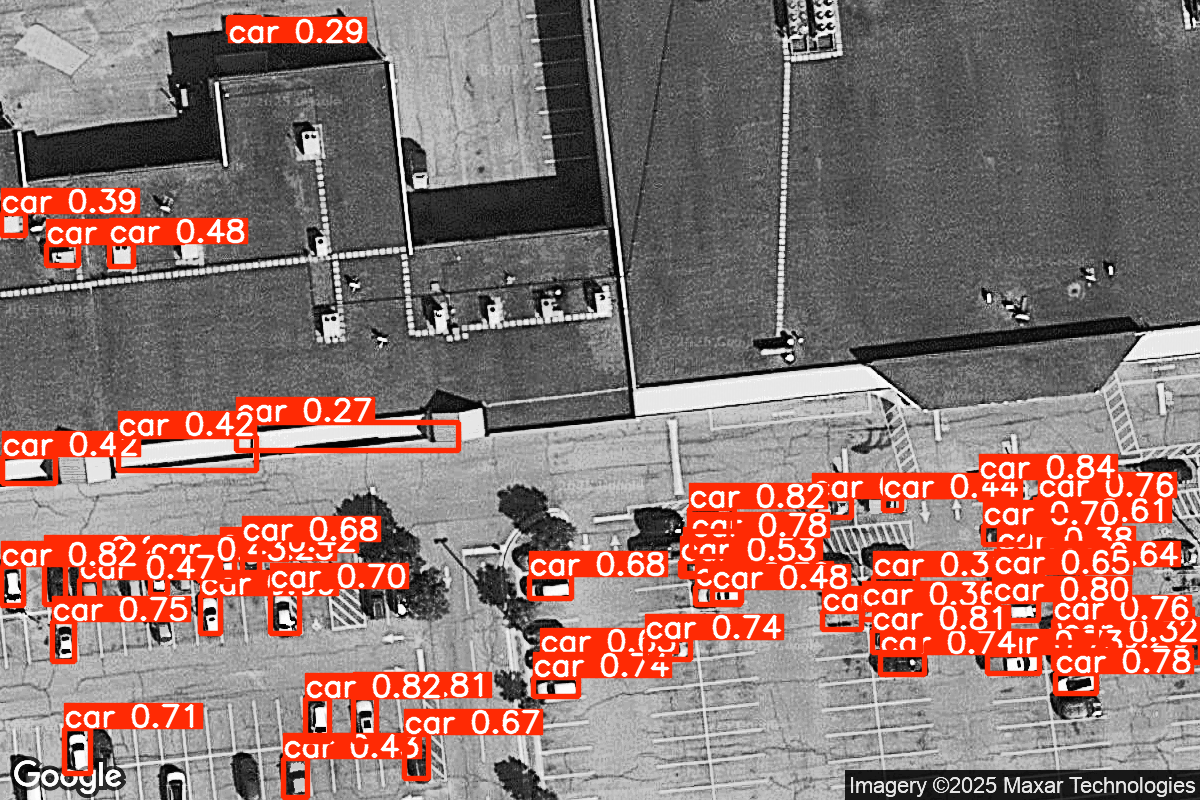 car 0.29
car 0.39
car car 0.48
car 0.27
car 0.42
car 0.42
car 0.84
car 0.82
car 0.44
car 0.76
car 0.70
0.61
car 0.68
car 0.78
car 0.82
car 0.53
car 0.68
car 0.65
0.64
0.47
car 0.70
car 0.48
car 0.80
car 0.75
car 0.81
car 0.76
car 0.74
car 0.74
0.32
car 0.74
car 0.78
car 0.82
.81
car 0.71
car 0.67
car 0.43
Google
Imagery ©2025 Maxar Technologies